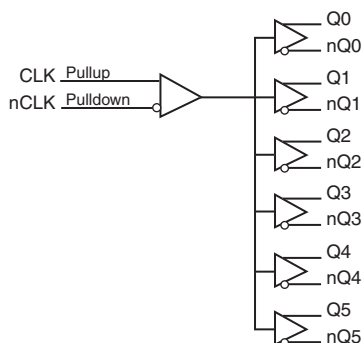 Q0
nQ0
CLK Pullup
nCLK Pulldown
Q1
nQ1
Q2
nQ2
Q3
nQ3
Q4
nQ4
Q5
nQ5